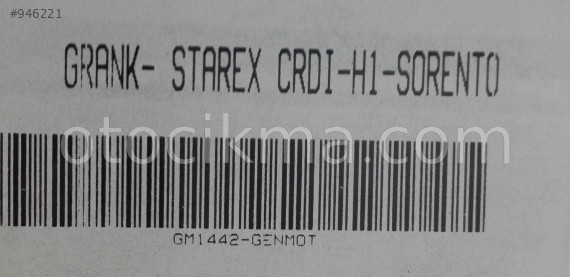 #946221
GRANK- STAREX CRDI-H1-SORENTO
otocikma.com
GM1442-GENMOT